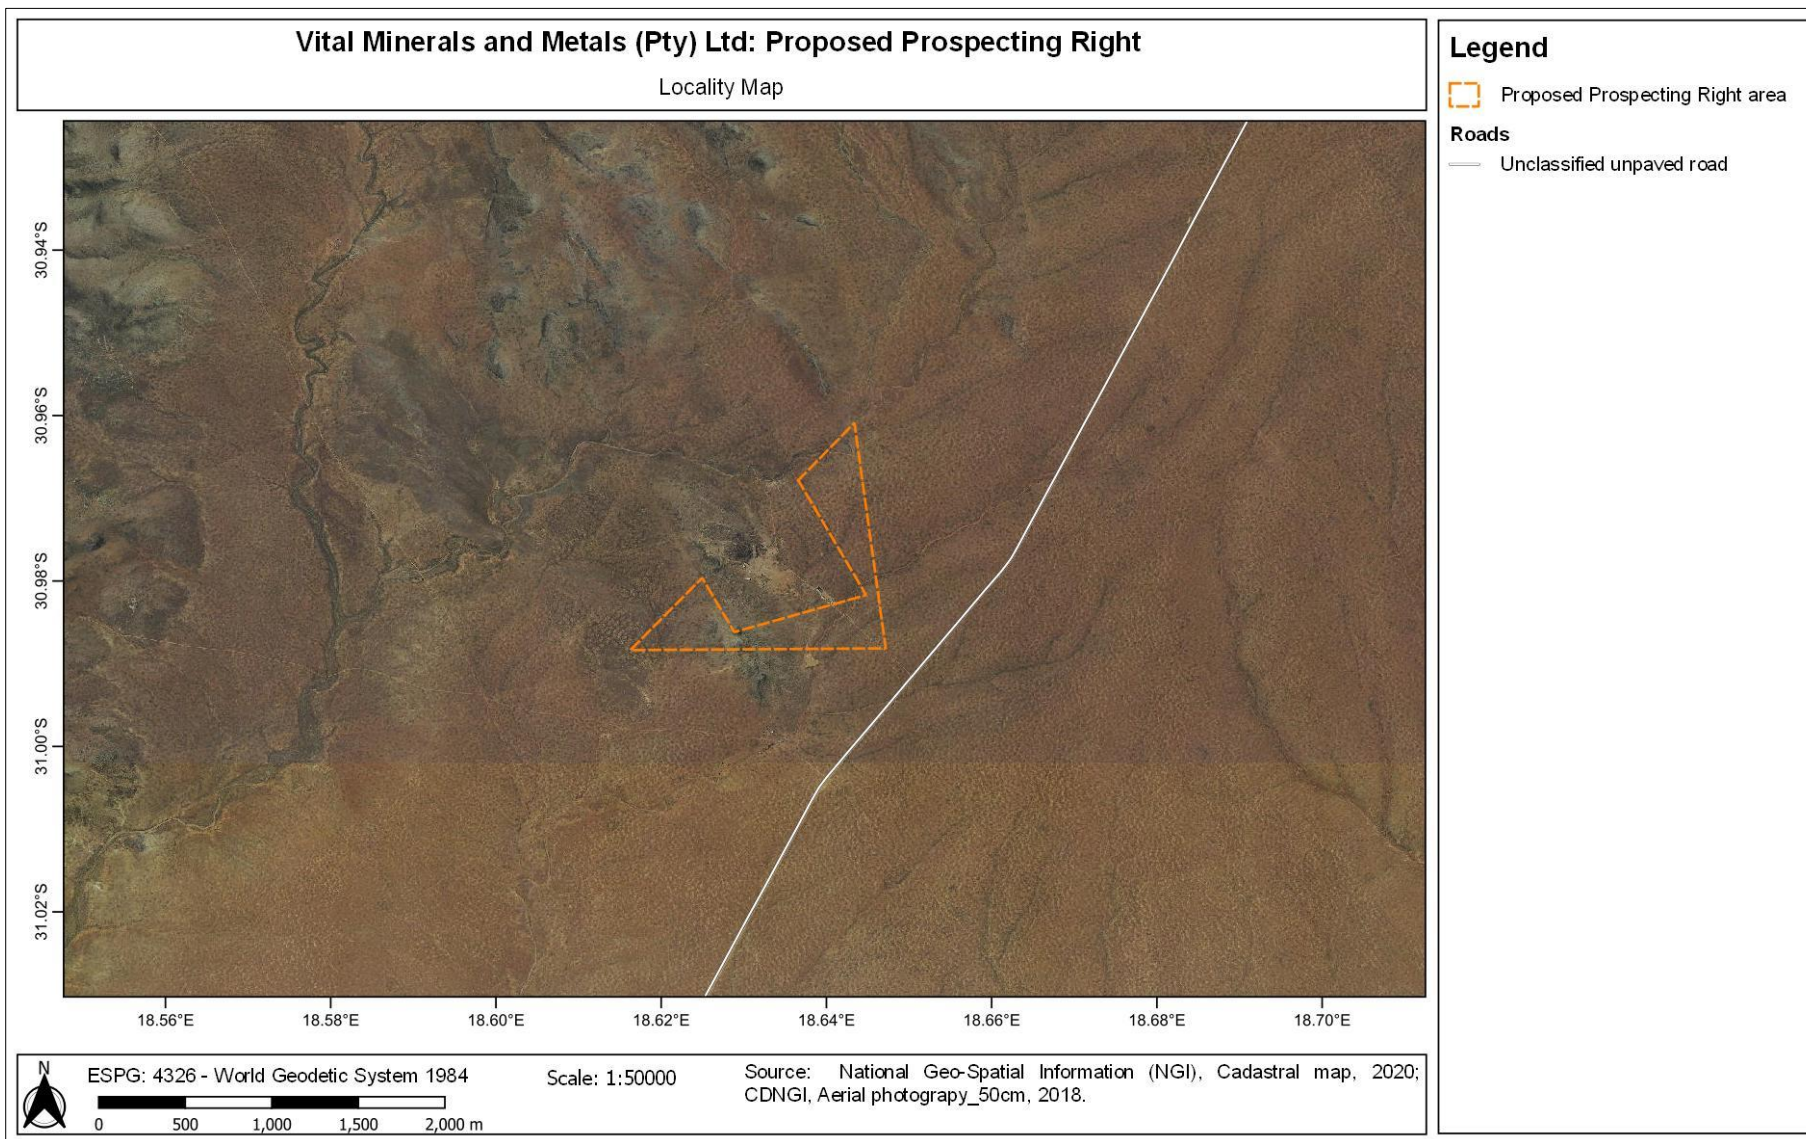 Vital Minerals and Metals (Pty) Ltd: Proposed Prospecting Right
Locality Map
Legend
Proposed Prospecting Right area
Roads
Unclassified unpaved road
30.94°S
30.96°S
30.98°S
31.00°S
31.02°S
18.56°E
18.58°E
18.60°E
18.62°E
18.64°E
18.66°E
18.68°E
18.70°E
N
ESPG: 4326 - World Geodetic System 1984
0 500 1,000 1,500 2,000 m
Scale: 1:50000
Source: National Geo-Spatial Information (NGI), Cadastral map, 2020;
CDNGI, Aerial photograpy_50cm, 2018.